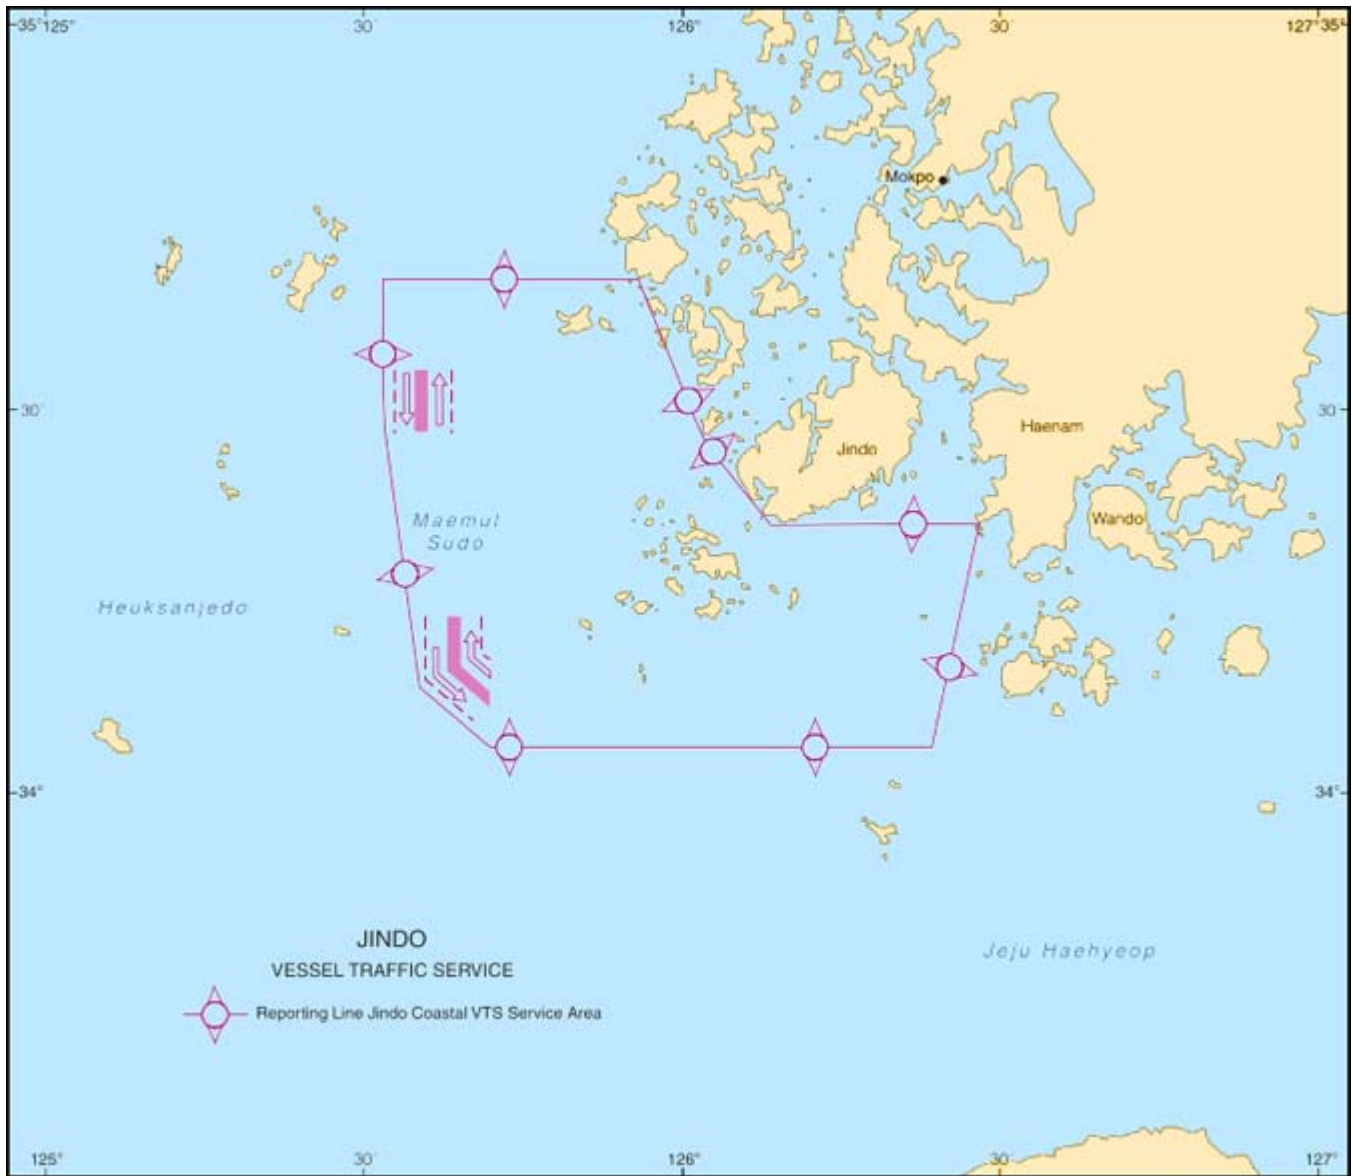 35°125° 30 126° 30 127°35°
Mokpo
30 30
Haenam
Jindo
Wando
Maemul
Sudo
Heuksanjedo
34° 34°
JINDO
Jeju Haehyeop
VESSEL TRAFFIC SERVICE
Reporting Line Jindo Coastal VTS Service Area
125° 30 126° 30 127°